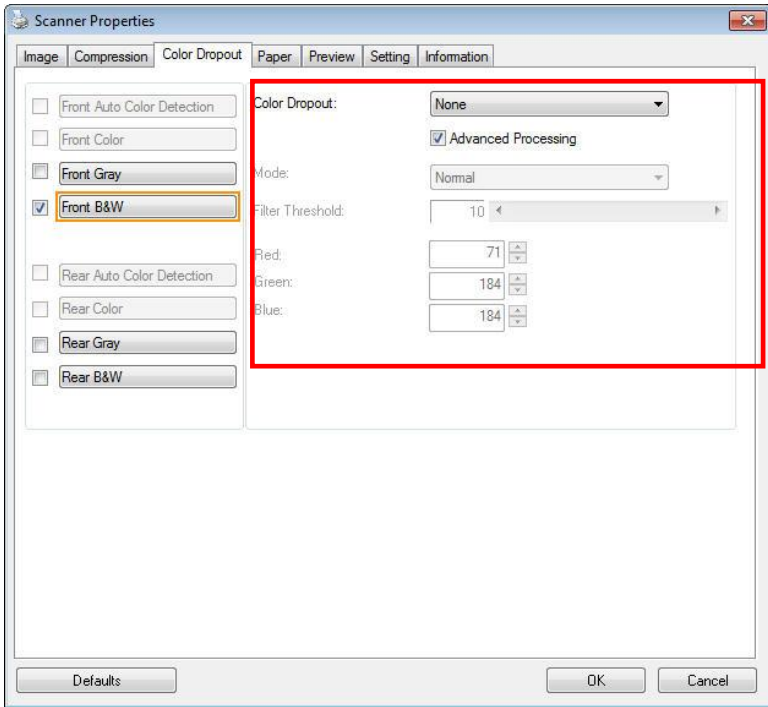 Scanner Properties
Image Compression Color Dropout Paper Preview Setting Information
Front Auto Color Detection
Front Color
Front Gray
Front B&W
Rear Auto Color Detection
Rear Color
Rear Gray
Rear B&W
Color Dropout: None
Advanced Processing
Mode: Normal
Filter Threshold: 10
Red: 71
Green: 184
Blue: 184
Defaults OK Cancel